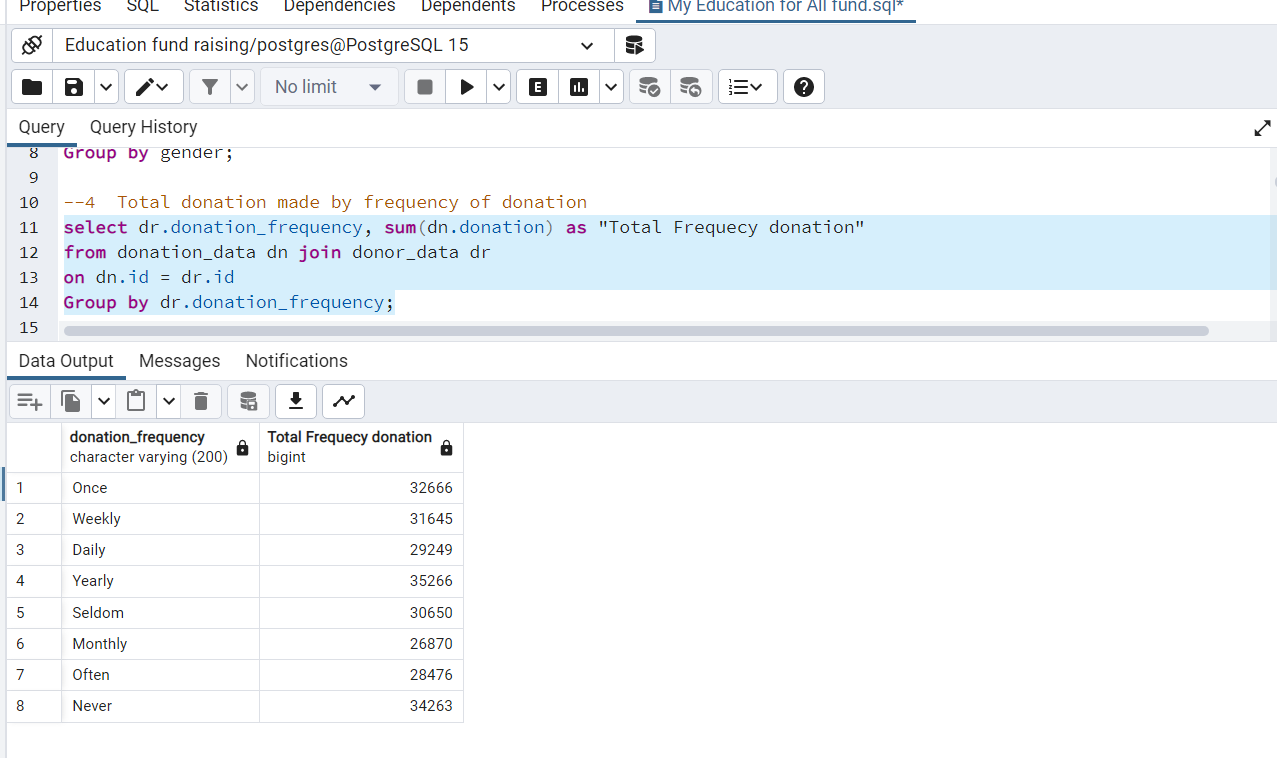 Properties SQL Statistics Dependencies Dependents Processes My Education for All fund.sql*
Education fund raising/postgres@PostgreSQL 15
No limit E
Query Query History
8 Group by gender;
9
10 --4 Total donation made by frequency of donation
11 select dr.donation_frequency, sum(dn.donation) as "Total Frequecy donation"
12 from donation_data dn join donor_data dr
13 on dn.id = dr.id
14 Group by dr.donation_frequency;
15
Data Output Messages Notifications
donation_frequency Total Frequecy donation
character varying (200) bigint
1 Once 32666
2 Weekly 31645
3 Daily 29249
4 Yearly 35266
5 Seldom 30650
6 Monthly 26870
7 Often 28476
8 Never 34263